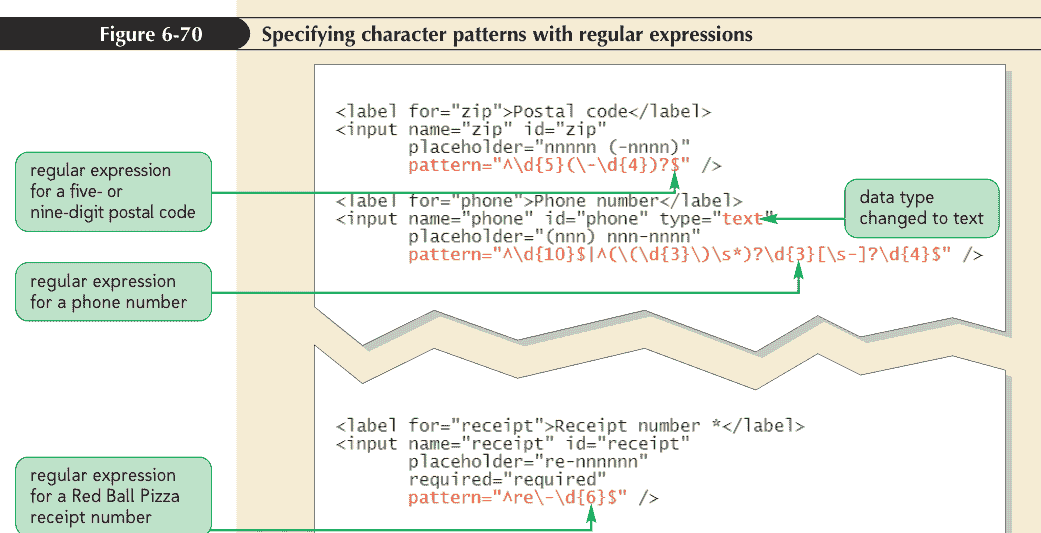 Figure 6-70 Specifying character patterns with regular expressions
<label for="zip">Postal code</label>
<input name="zip" id="zip"
placeholder="nnnnn (-nnnn)"
pattern="^\d{5}(\-\d{4})?$" />
regular expression
for a five- or
nine-digit postal code
<label for="phone">Phone number</label>
<input name="phone" id="phone" type="text"
placeholder="(nnn) nnn-nnnn"
pattern="^\d{10}$|^(\(\d{3}\)\s*)?\d{3}[\s-]?\d{4}$" />
data type
changed to text
regular expression
for a phone number
<label for="receipt">Receipt number *</label>
<input name="receipt" id="receipt"
placeholder="re-nnnnnn"
required="required"
pattern="^re\-\d{6}$" />
regular expression
for a Red Ball Pizza
receipt number